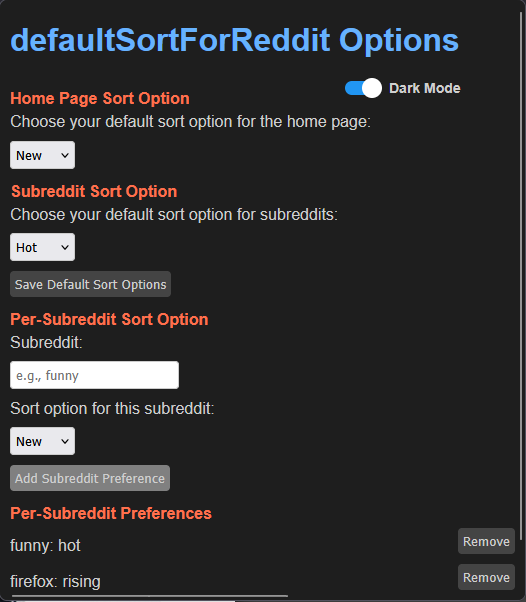 defaultSortForReddit Options
Dark Mode
Home Page Sort Option
Choose your default sort option for the home page:
New
Subreddit Sort Option
Choose your default sort option for subreddits:
Hot
Save Default Sort Options
Per-Subreddit Sort Option
Subreddit:
e.g., funny
Sort option for this subreddit:
New
Add Subreddit Preference
Per-Subreddit Preferences
funny: hot
Remove
firefox: rising
Remove